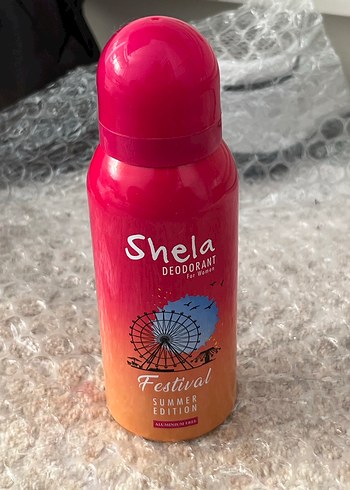 Shela
DEODORANT
For Women
Festival
SUMMER
EDITION